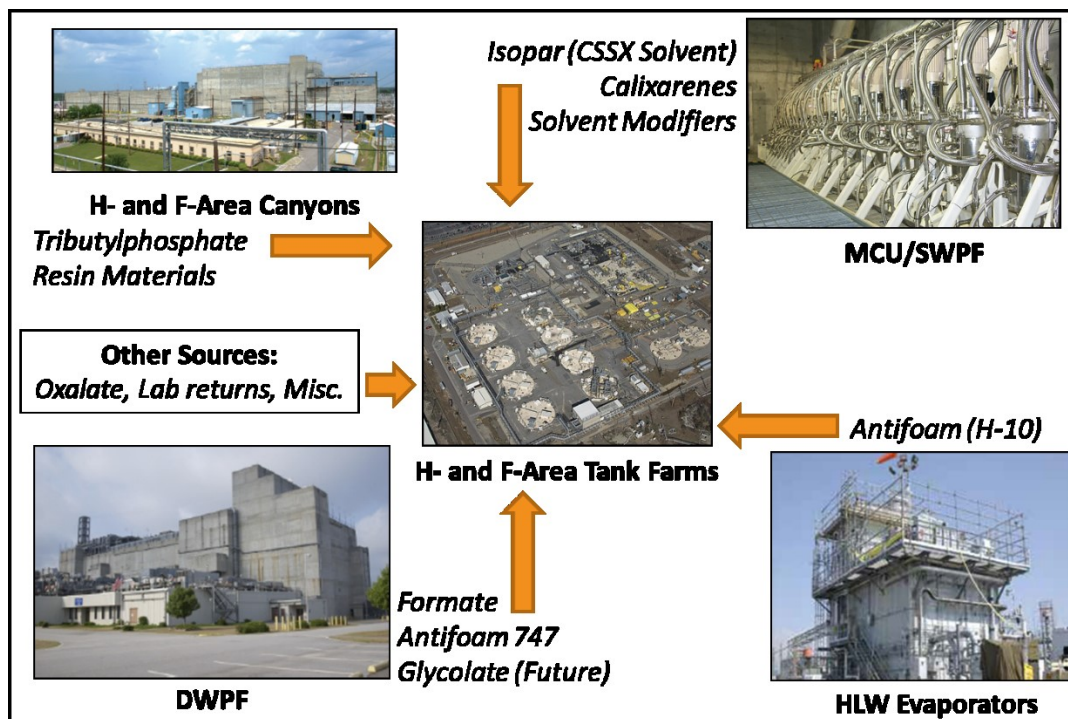 Isopar (CSSX Solvent)
Calixarenes
Solvent Modifiers
H- and F-Area Canyons
Tributylphosphate
Resin Materials
MCU/SWPF
Other Sources:
Oxalate, Lab returns, Misc.
Antifoam (H-10)
H- and F-Area Tank Farms
Formate
Antifoam 747
Glycolate (Future)
DWPF
HLW Evaporators